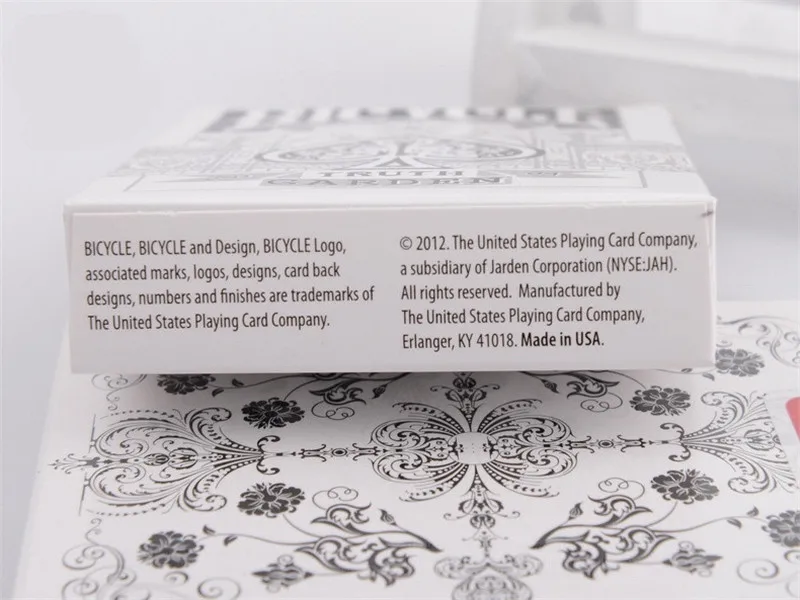 TRUTH
GARDEN
BICYCLE, BICYCLE and Design, BICYCLE Logo,
associated marks, logos, designs, card back
designs, numbers and finishes are trademarks of
The United States Playing Card Company.
© 2012. The United States Playing Card Company,
a subsidiary of Jarden Corporation (NYSE:JAH).
All rights reserved. Manufactured by
The United States Playing Card Company,
Erlanger, KY 41018. Made in USA.